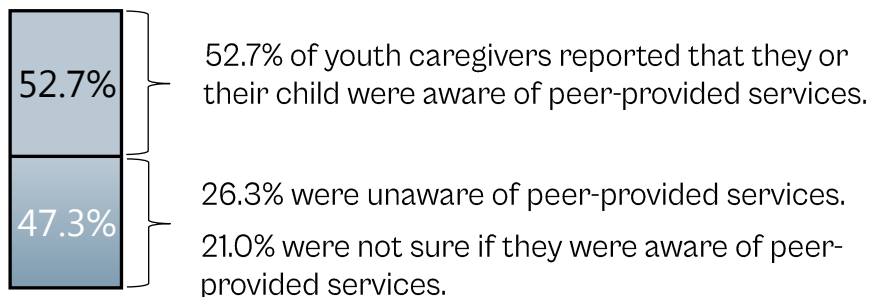 52.7%
52.7% of youth caregivers reported that they or
their child were aware of peer-provided services.
47.3%
26.3% were unaware of peer-provided services.
21.0% were not sure if they were aware of peer-
provided services.